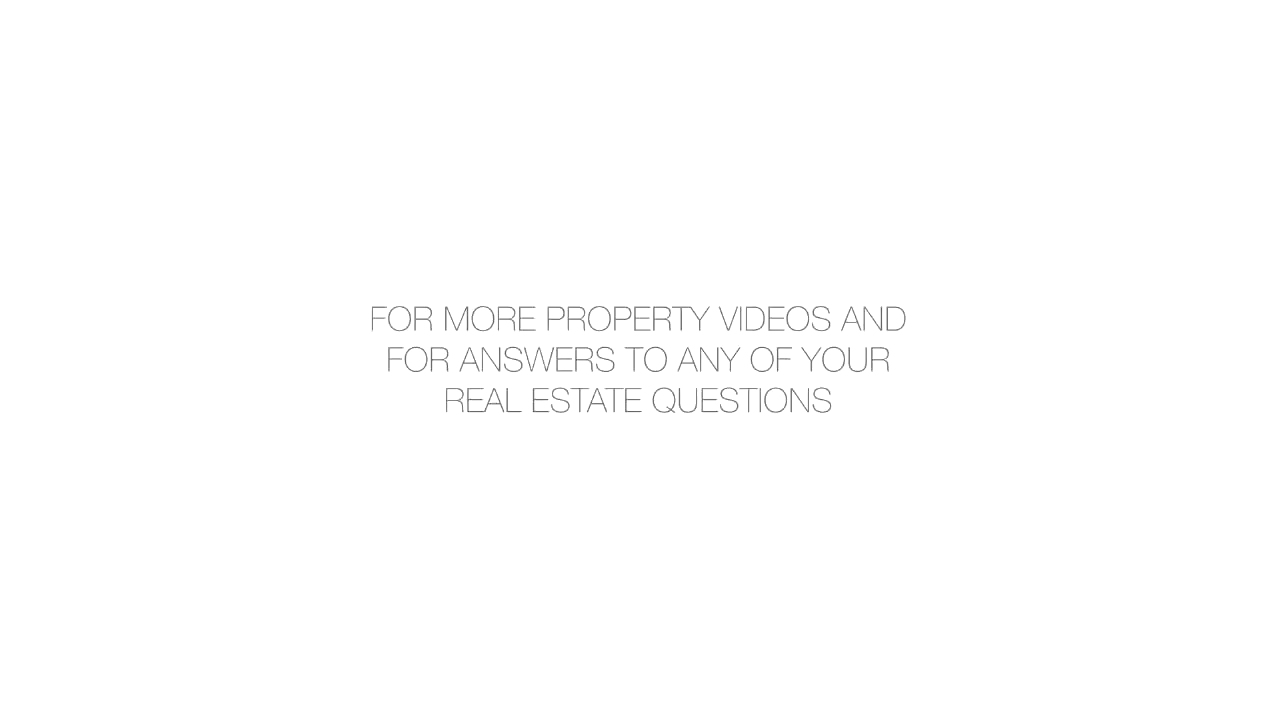 FOR MORE PROPERTY VIDEOS AND
FOR ANSWERS TO ANY OF YOUR
REAL ESTATE QUESTIONS